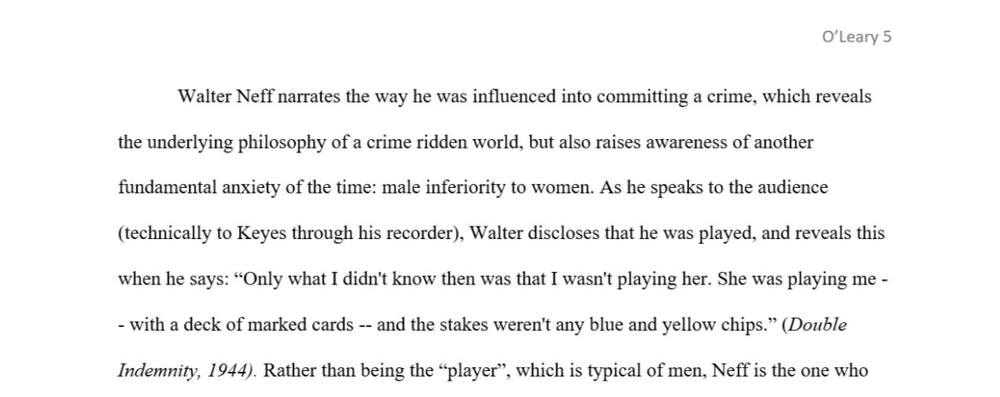 O’Leary 5
Walter Neff narrates the way he was influenced into committing a crime, which reveals
the underlying philosophy of a crime ridden world, but also raises awareness of another
fundamental anxiety of the time: male inferiority to women. As he speaks to the audience
(technically to Keyes through his recorder), Walter discloses that he was played, and reveals this
when he says: “Only what I didn't know then was that I wasn't playing her. She was playing me -
- with a deck of marked cards -- and the stakes weren't any blue and yellow chips.” (Double
Indemnity, 1944). Rather than being the “player”, which is typical of men, Neff is the one who